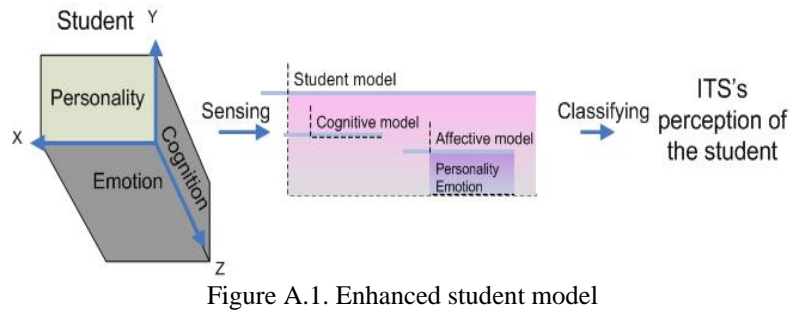 Student
Y
Personality
X
Emotion
Cognition
Z
Sensing
Student model
Cognitive model
Affective model
Personality
Emotion
Classifying
ITS's
perception of
the student
Figure A.1. Enhanced student model